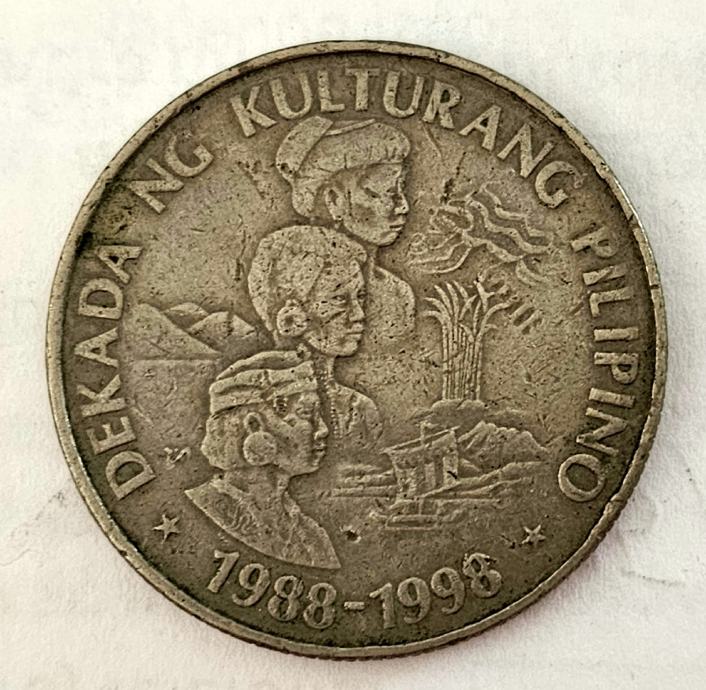 DEKADA NG KULTURANG PILIPINO
1988-1998